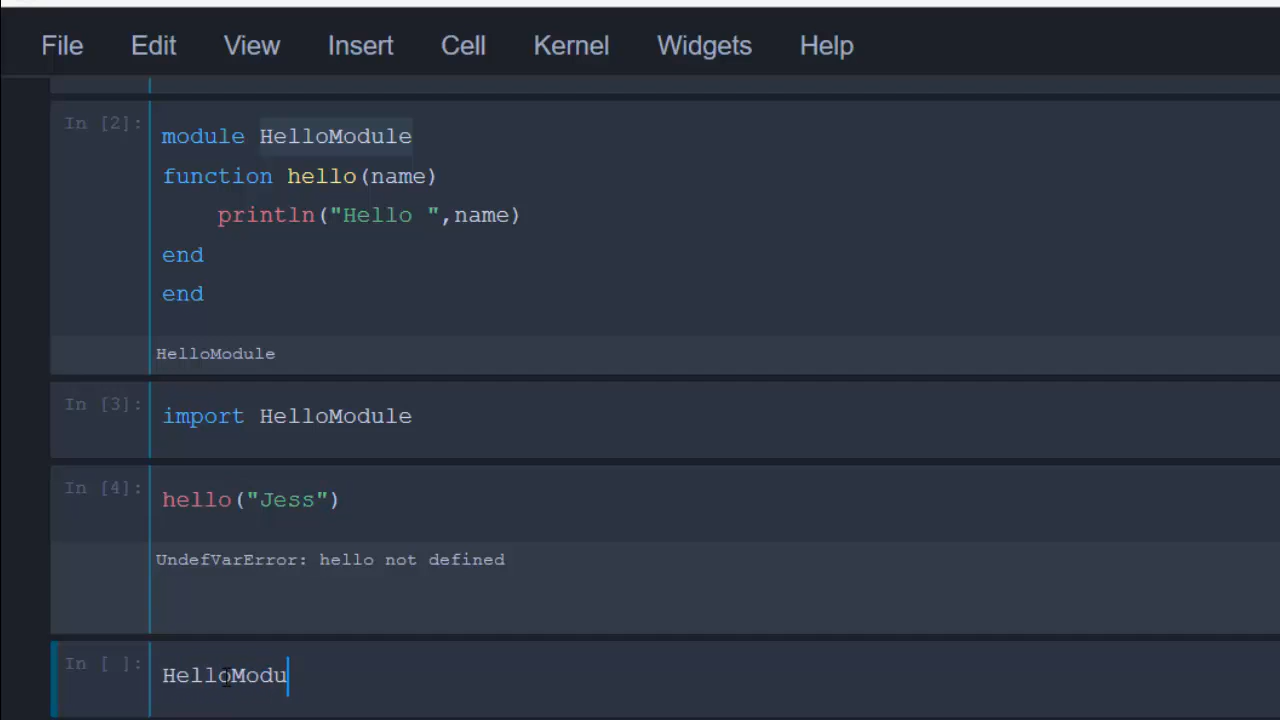 File Edit View Insert Cell Kernel Widgets Help
In [2]:
module HelloModule
function hello(name)
    println("Hello ",name)
end
end
HelloModule
In [3]:
import HelloModule
In [4]:
hello("Jess")
UndefVarError: hello not defined
In [ ]:
HelloModu